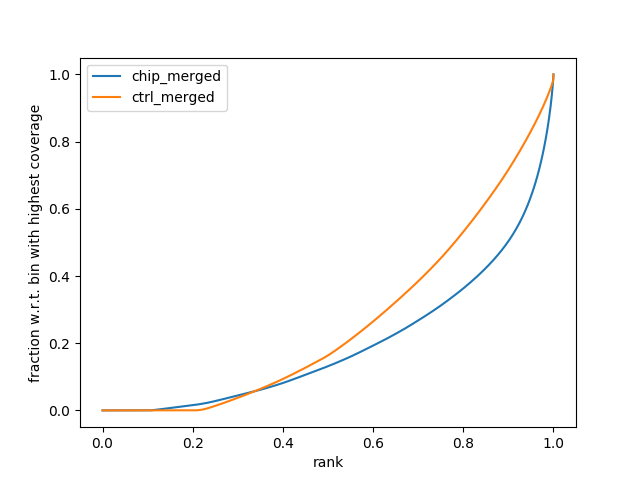 chip_merged
ctrl_merged
fraction w.r.t. bin with highest coverage
1.0
0.8
0.6
0.4
0.2
0.0
0.0 0.2 0.4 0.6 0.8 1.0
rank